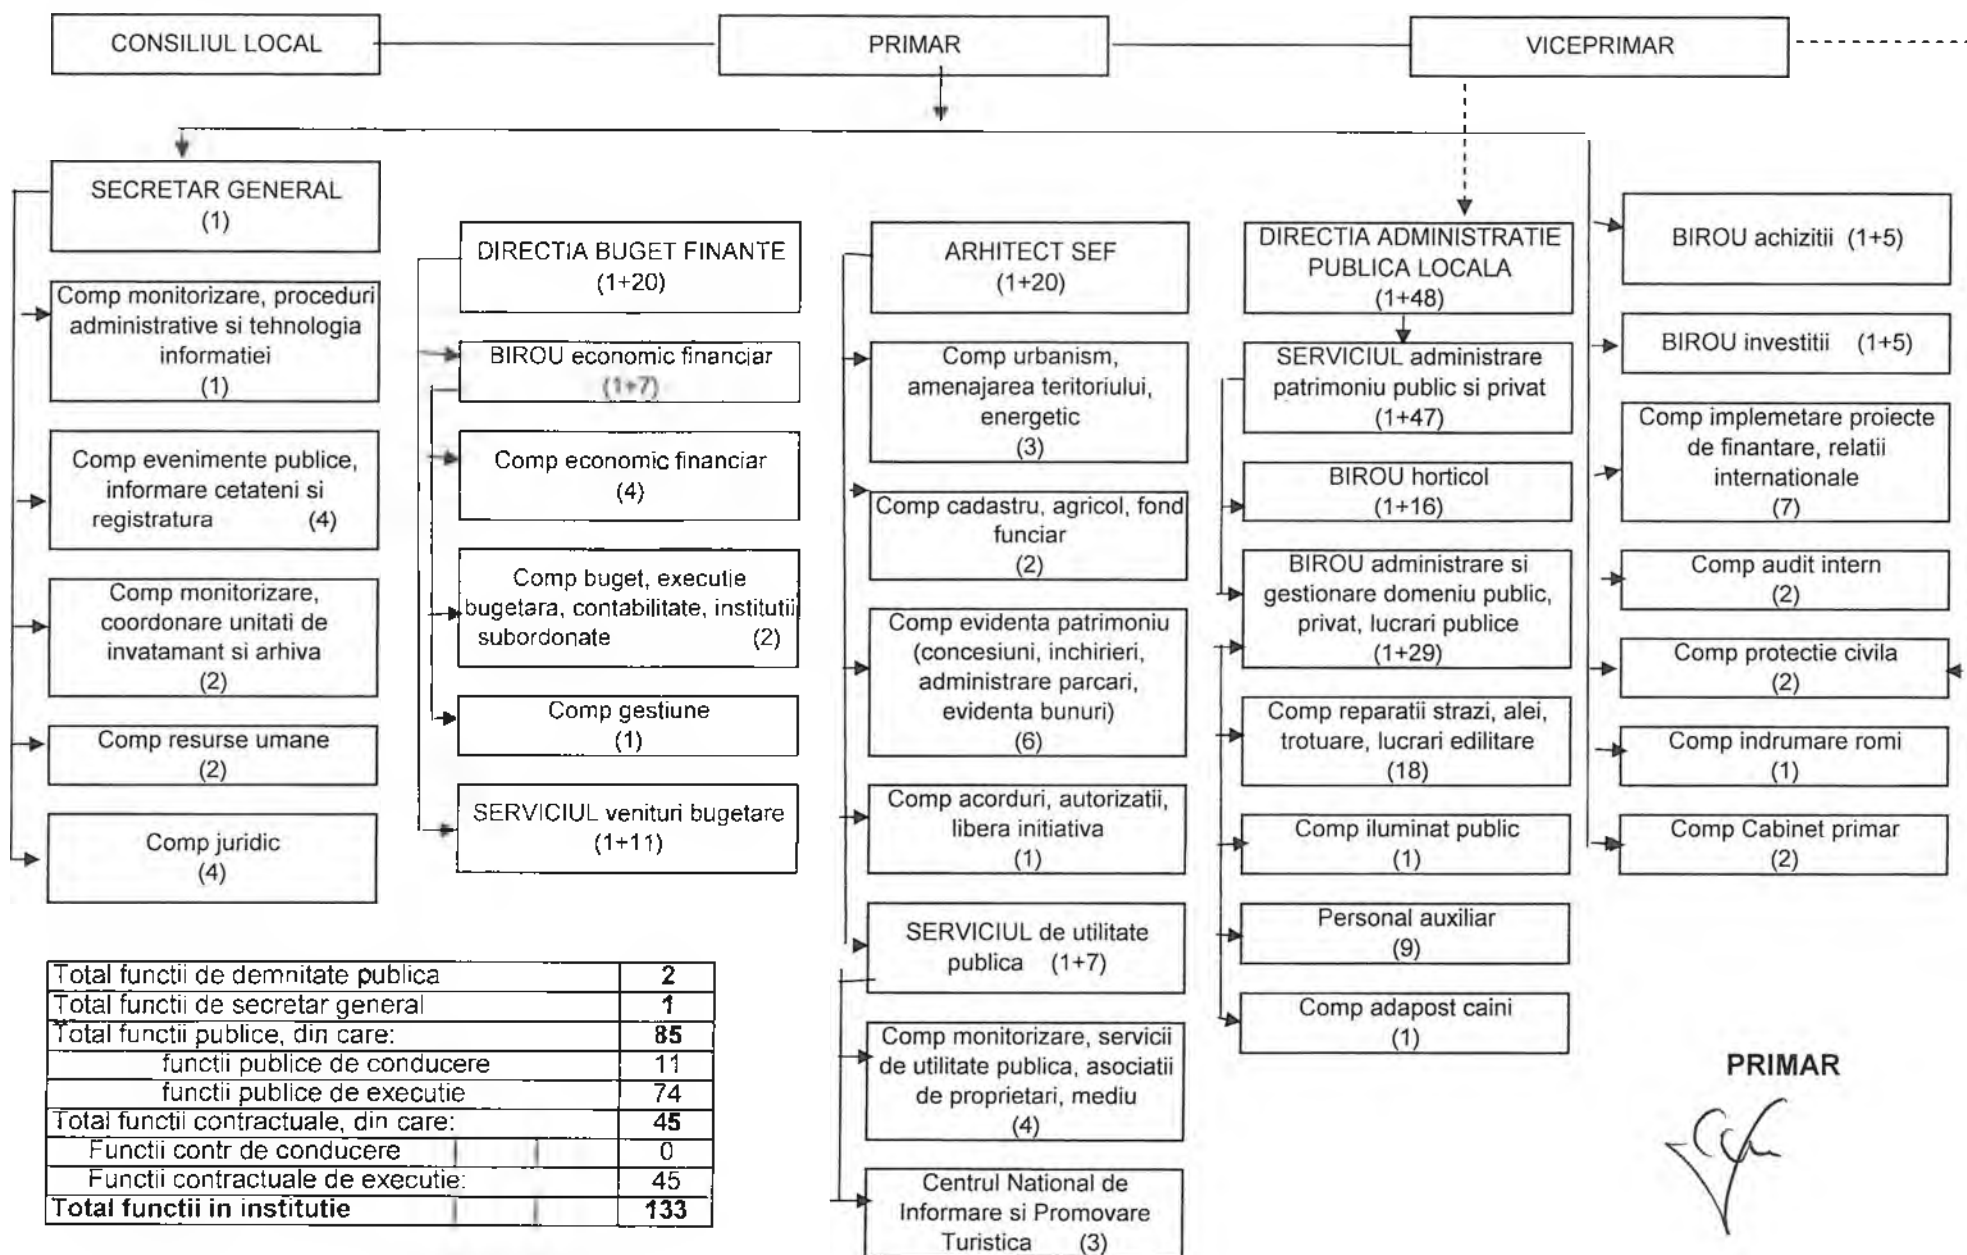 CONSILIUL LOCAL
PRIMAR
VICEPRIMAR
SECRETAR GENERAL
(1)
Comp monitorizare, proceduri
administrative si tehnologia
informatiei
(1)
Comp evenimente publice,
informare cetateni si
registratura (4)
Comp monitorizare,
coordonare unitati de
invatamant si arhiva
(2)
Comp resurse umane
(2)
Comp juridic
(4)
DIRECTIA BUGET FINANTE
(1+20)
BIROU economic financiar
(1+7)
Comp economic financiar
(4)
Comp buget, executie
bugetara, contabilitate, institutii
subordonate (2)
Comp gestiune
(1)
SERVICIUL venituri bugetare
(1+11)
ARHITECT SEF
(1+20)
Comp urbanism,
amenajarea teritoriului,
energetic
(3)
Comp cadastru, agricol, fond
funciar
(2)
Comp evidenta patrimoniu
(concesiuni, inchirieri,
administrare parcari,
evidenta bunuri)
(6)
Comp acorduri, autorizatii,
libera initiativa
(1)
SERVICIUL de utilitate
publica (1+7)
Comp monitorizare, servicii
de utilitate publica, asociatii
de proprietari, mediu
(4)
Centrul National de
Informare si Promovare
Turistica (3)
DIRECTIA ADMINISTRATIE
PUBLICA LOCALA
(1+48)
SERVICIUL administrare
patrimoniu public si privat
(1+47)
BIROU horticol
(1+16)
BIROU administrare si
gestionare domeniu public,
privat, lucrari publice
(1+29)
Comp reparatii strazi, alei,
trotuare, lucrari edilitare
(18)
Comp iluminat public
(1)
Personal auxiliar
(9)
Comp adapost caini
(1)
BIROU achizitii (1+5)
BIROU investitii (1+5)
Comp implemetare proiecte
de finantare, relatii
internationale
(7)
Comp audit intern
(2)
Comp protectie civila
(2)
Comp indrumare romi
(1)
Comp Cabinet primar
(2)
Total functii de demnitate publica 2
Total functii de secretar general 1
Total functii publice, din care: 85
functii publice de conducere 11
functii publice de executie 74
Total functii contractuale, din care: 45
Functii contr de conducere 0
Functii contractuale de executie: 45
Total functii in institutie 133
PRIMAR